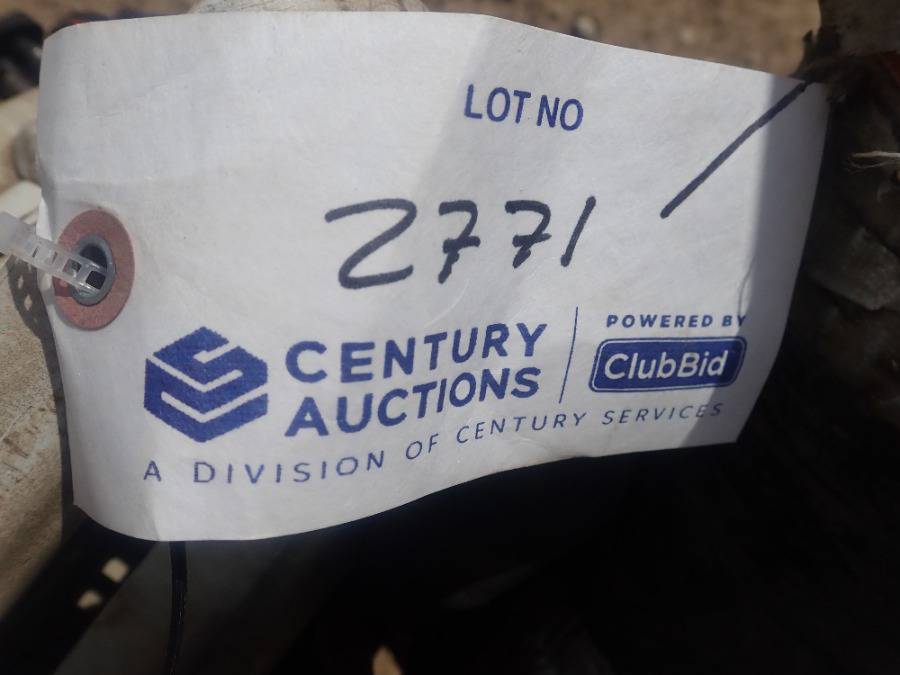 LOT NO
2771 /
CENTURY
AUCTIONS
POWERED BY
ClubBid
A DIVISION OF CENTURY SERVICES